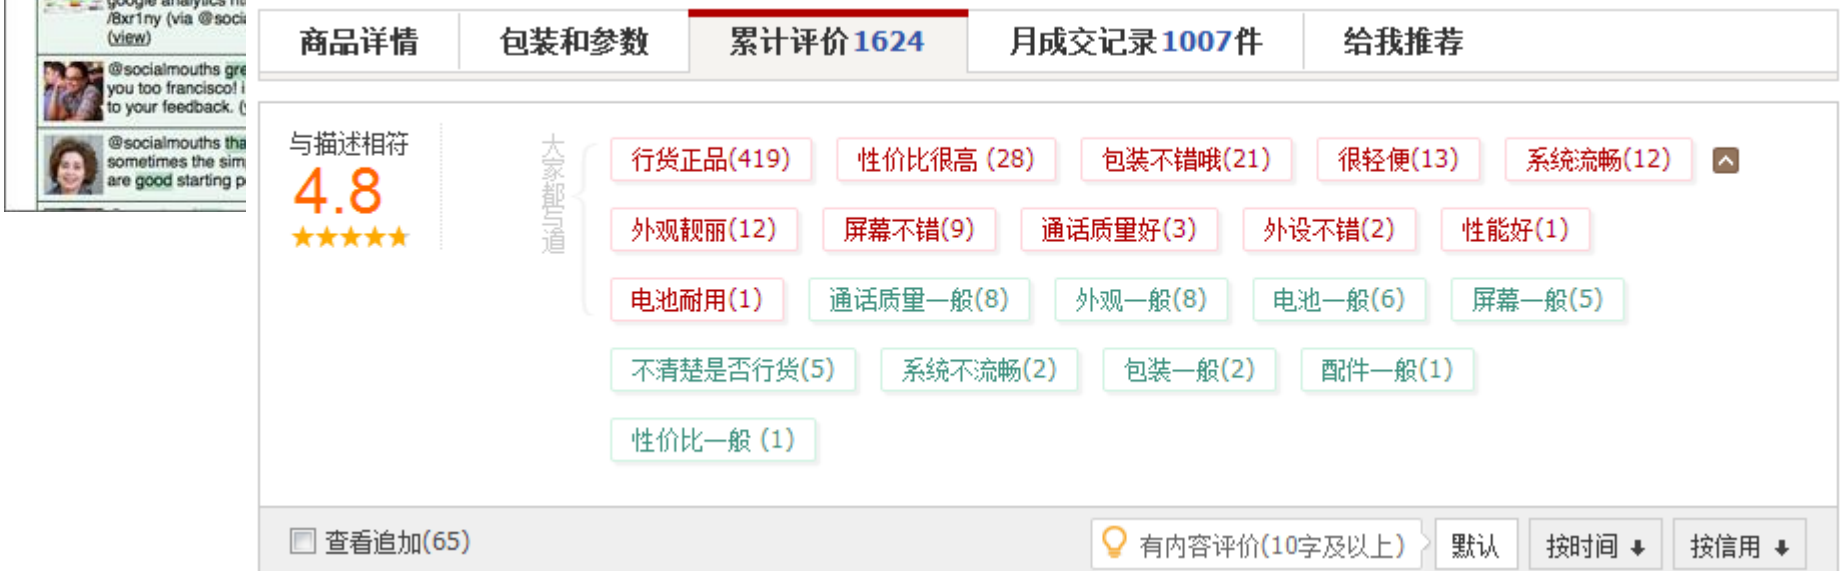 google analytics
/8xr1ny (via @socia
(view)
@socialmouths gre
you too francisco! i
to your feedback. (
@socialmouths tha
sometimes the sim
are good starting p
商品详情 包装和参数 累计评价1624 月成交记录1007件 给我推荐
与描述相符
4.8
大家都写道
行货正品(419) 性价比很高 (28) 包装不错哦(21) 很轻便(13) 系统流畅(12)
外观靓丽(12) 屏幕不错(9) 通话质量好(3) 外设不错(2) 性能好(1)
电池耐用(1) 通话质量一般(8) 外观一般(8) 电池一般(6) 屏幕一般(5)
不清楚是否行货(5) 系统不流畅(2) 包装一般(2) 配件一般(1)
性价比一般 (1)
查看追加(65) 有内容评价(10字及以上) 默认 按时间 按信用